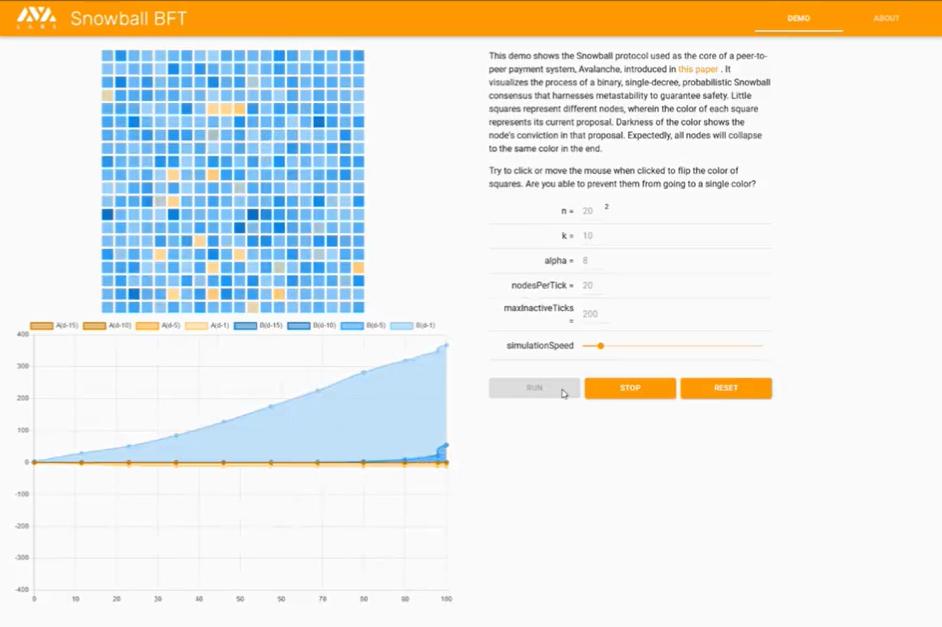 AVA
LABS
Snowball BFT
DEMO
ABOUT
This demo shows the Snowball protocol used as the core of a peer-to-
peer payment system, Avalanche, introduced in this paper . It
visualizes the process of a binary, single-decree, probabilistic Snowball
consensus that harnesses metastability to guarantee safety. Little
squares represent different nodes, wherein the color of each square
represents its current proposal. Darkness of the color shows the
node's conviction in that proposal. Expectedly, all nodes will collapse
to the same color in the end.
Try to click or move the mouse when clicked to flip the color of
squares. Are you able to prevent them from going to a single color?
n = 20 2
k = 10
alpha = 8
nodesPerTick = 20
maxInactiveTicks
= 200
simulationSpeed
RUN
STOP
RESET
A(d-15) A(d-10) A(d-5) A(d-1) B(d-15) B(d-10) B(d-5) B(d-1)
400
300
200
100
0
-100
-200
-300
-400
0 10 20 30 40 50 50 70 80 90 100